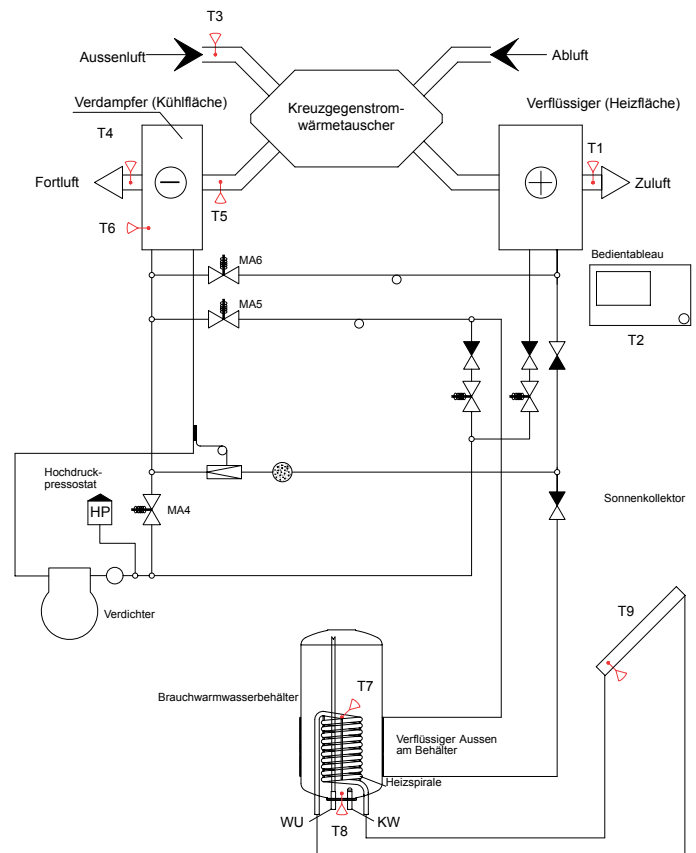 T3
Aussenluft
Abluft
Verdampfer (Kühlfläche)
Kreuzgegenstrom-
wärmetauscher
Verflüssiger (Heizfläche)
T4
T1
Fortluft
Zuluft
T5
T6
MA6
Bedientableau
MA5
T2
Hochdruck-
pressostat
HP
MA4
Sonnenkollektor
Verdichter
T9
T7
Brauchwarmwasserbehälter
Verflüssiger Aussen
am Behälter
Heizspirale
WU
T8
KW